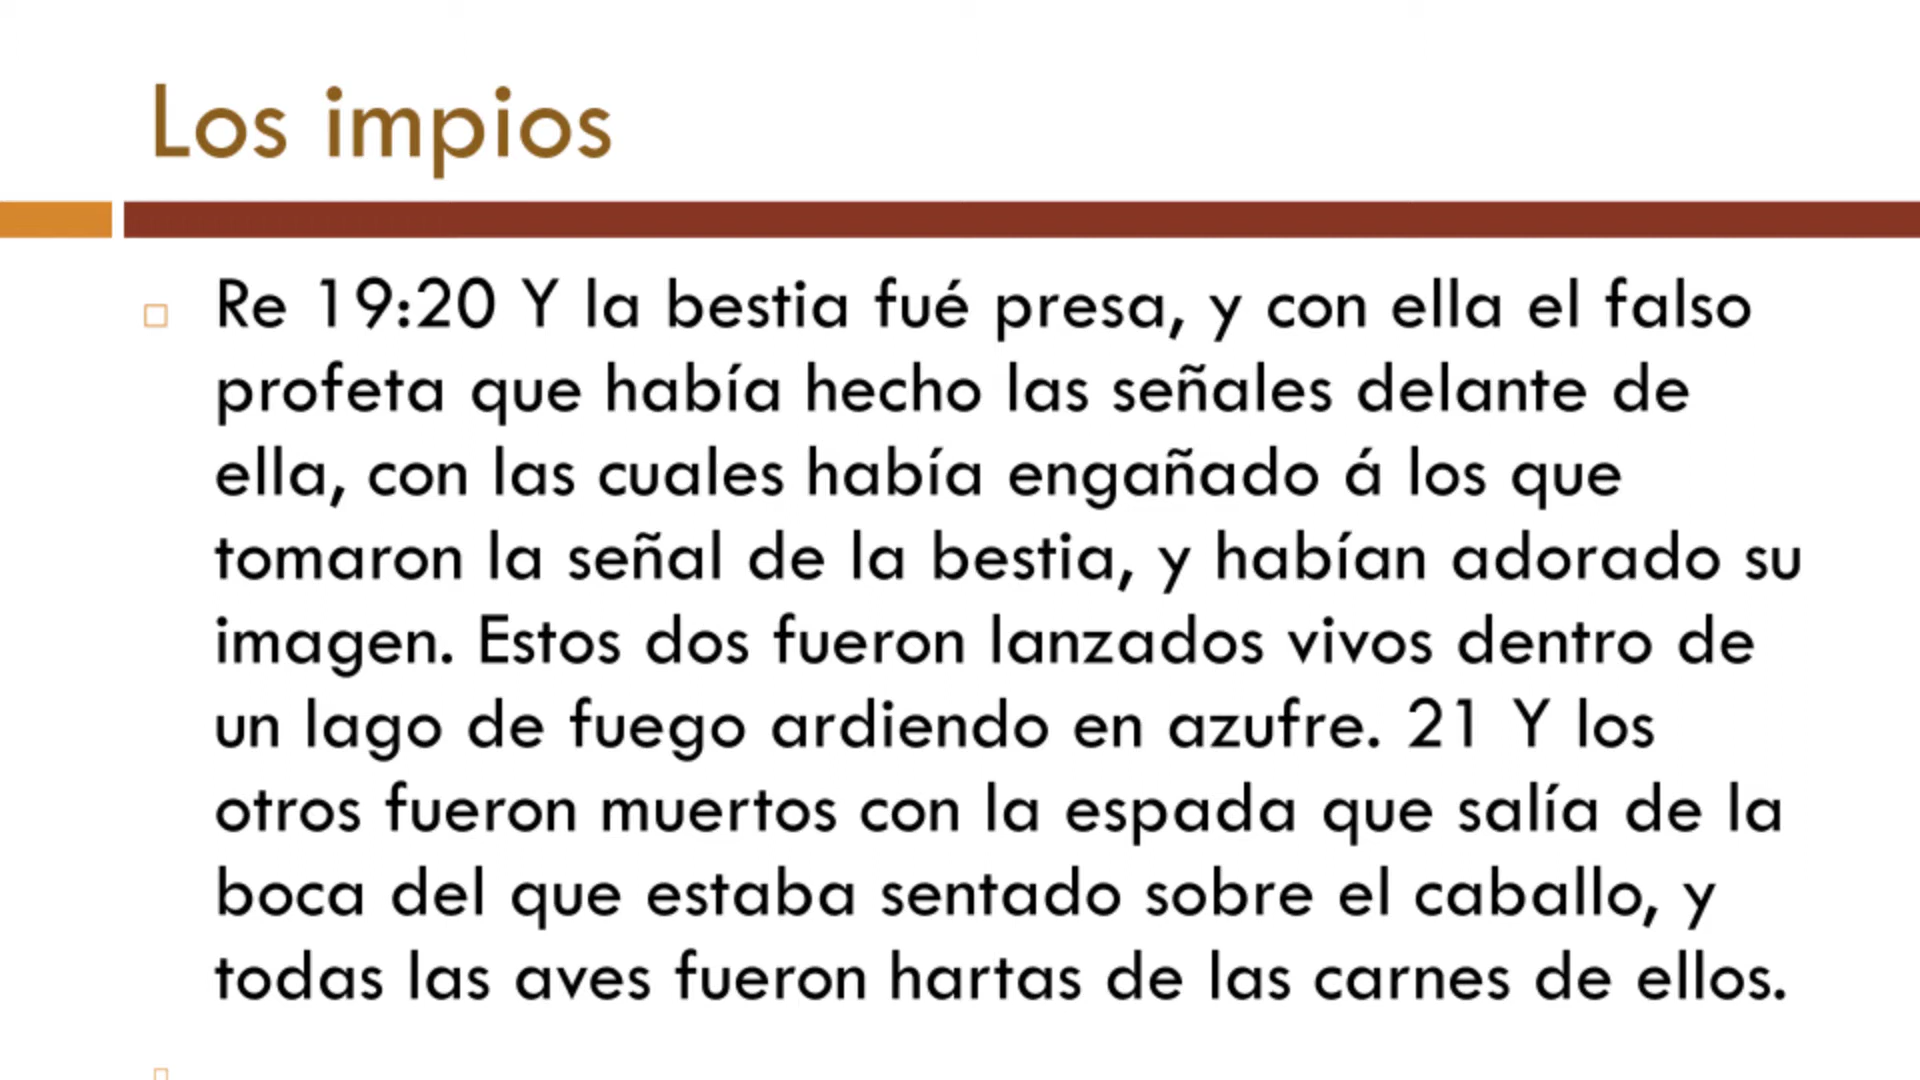 Los impios
Re 19:20 Y la bestia fué presa, y con ella el falso
profeta que había hecho las señales delante de
ella, con las cuales había engañado á los que
tomaron la señal de la bestia, y habían adorado su
imagen. Estos dos fueron lanzados vivos dentro de
un lago de fuego ardiendo en azufre. 21 Y los
otros fueron muertos con la espada que salía de la
boca del que estaba sentado sobre el caballo, y
todas las aves fueron hartas de las carnes de ellos.